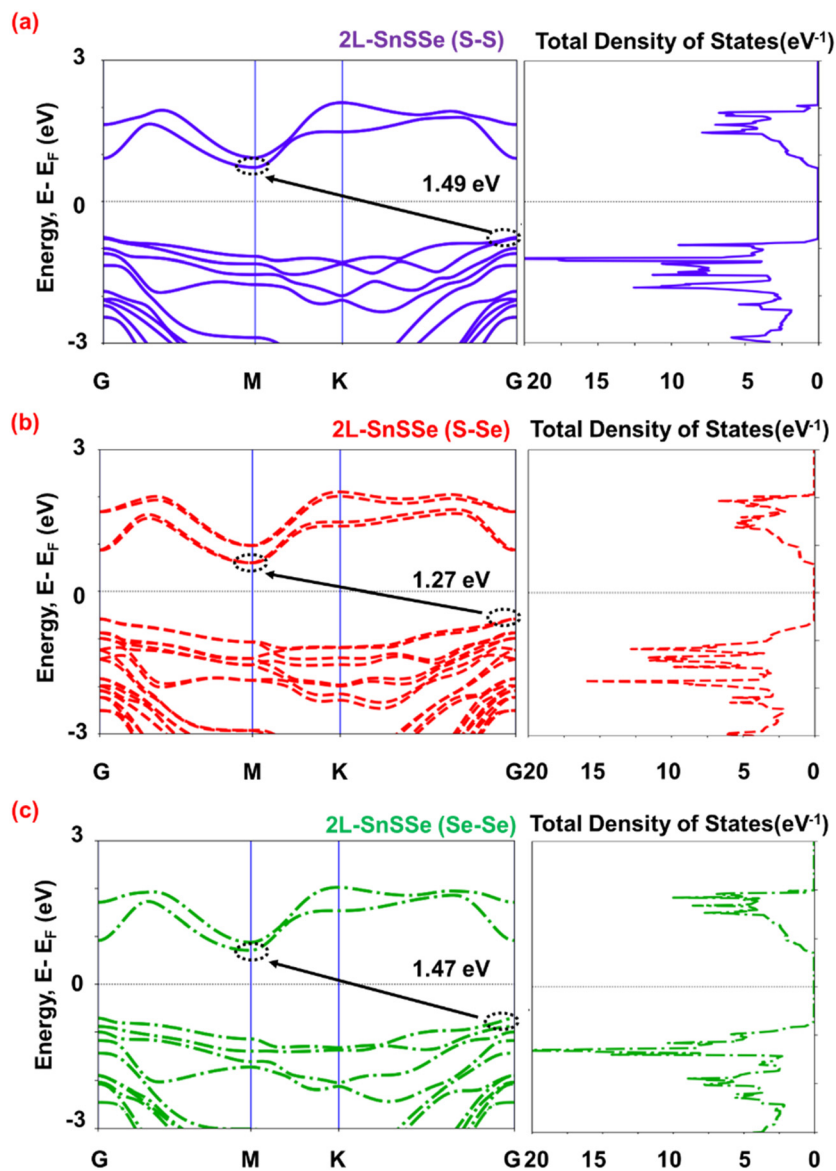 (a)
2L-SnSSe (S-S) Total Density of States(eV⁻¹)
3
0
-3
Energy, E- E_F (eV)
1.49 eV
G M K G 20 15 10 5 0
(b)
2L-SnSSe (S-Se) Total Density of States(eV⁻¹)
3
0
-3
Energy, E- E_F (eV)
1.27 eV
G M K G 20 15 10 5 0
(c)
2L-SnSSe (Se-Se) Total Density of States(eV⁻¹)
3
0
-3
Energy, E- E_F (eV)
1.47 eV
G M K G 20 15 10 5 0